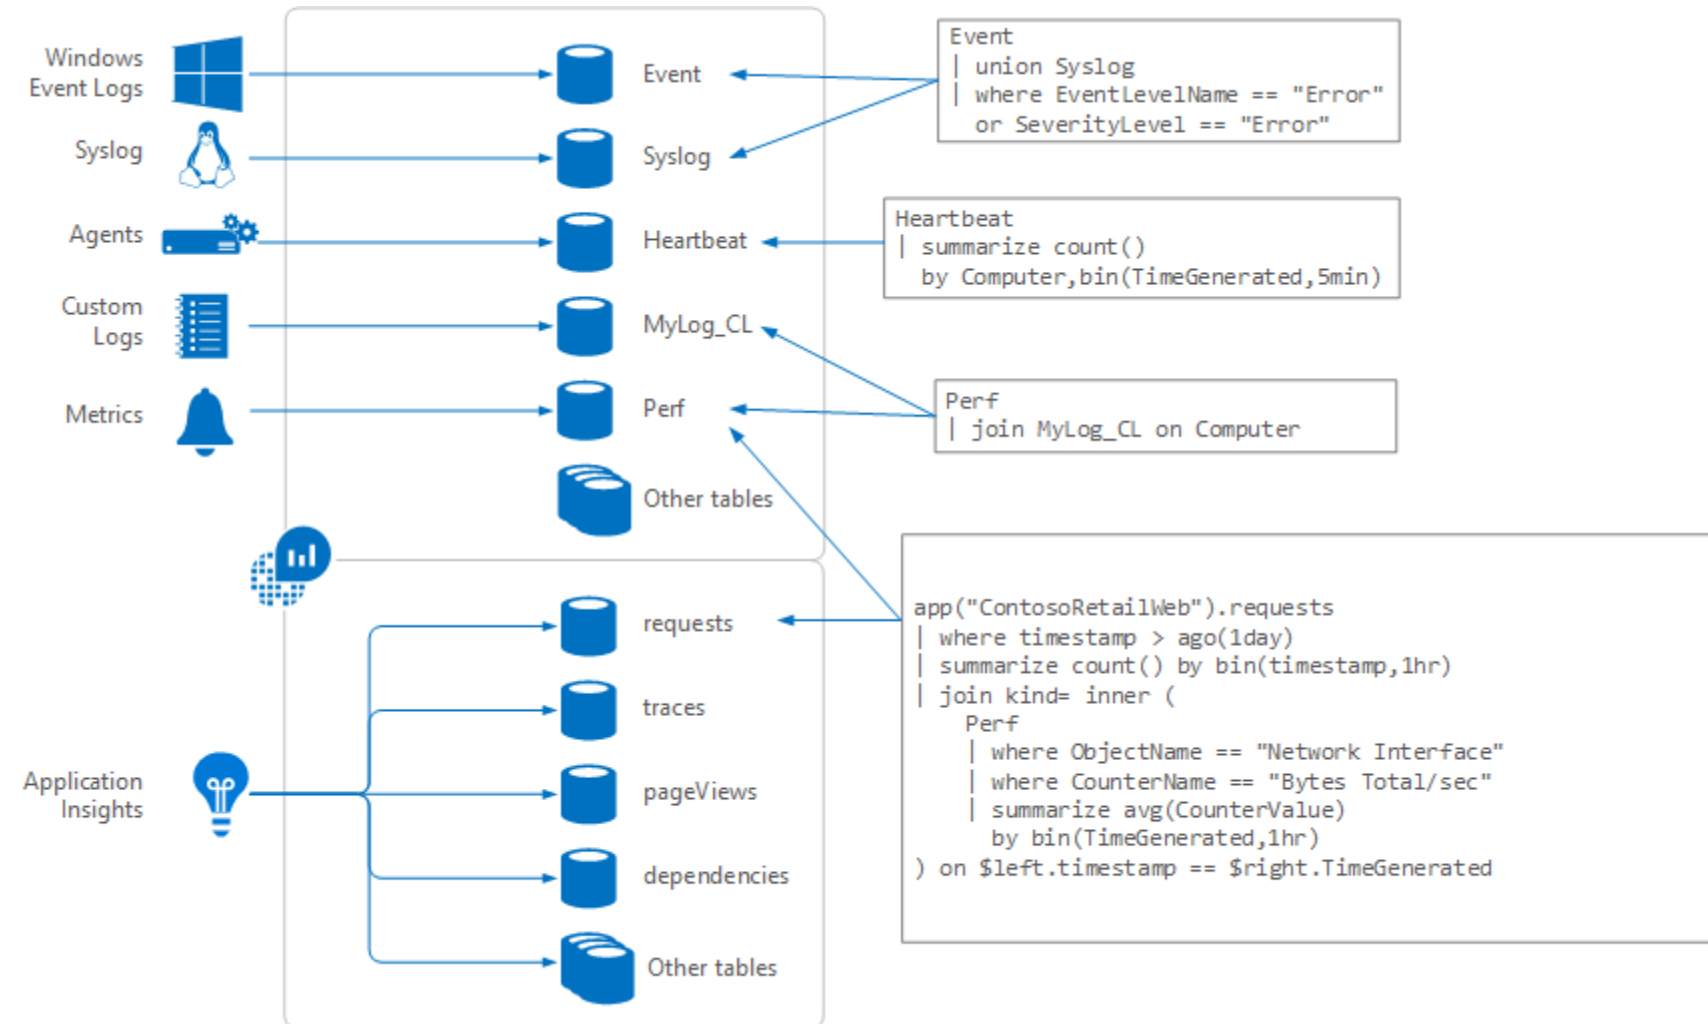 Windows
Event Logs
Event
Event
| union Syslog
| where EventLevelName == "Error"
or SeverityLevel == "Error"
Syslog
Syslog
Agents
Heartbeat
Heartbeat
| summarize count()
by Computer,bin(TimeGenerated,5min)
Custom
Logs
MyLog_CL
Metrics
Perf
Perf
| join MyLog_CL on Computer
Other tables
requests
app("ContosoRetailWeb").requests
| where timestamp > ago(1day)
| summarize count() by bin(timestamp,1hr)
| join kind= inner (
Perf
| where ObjectName == "Network Interface"
| where CounterName == "Bytes Total/sec"
| summarize avg(CounterValue)
by bin(TimeGenerated,1hr)
) on $left.timestamp == $right.TimeGenerated
traces
Application
Insights
pageViews
dependencies
Other tables